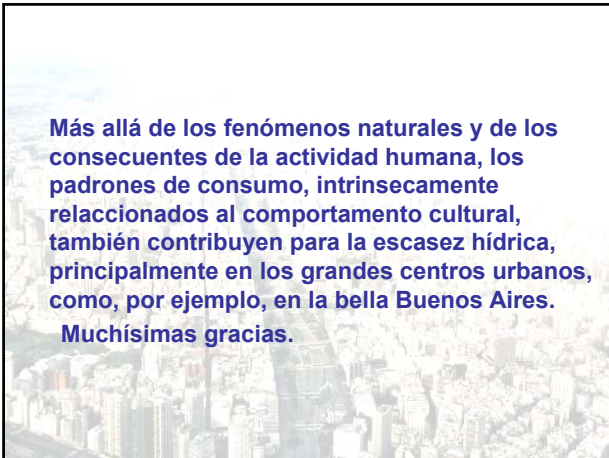 Más allá de los fenómenos naturales y de los
consecuentes de la actividad humana, los
padrones de consumo, intrinsecamente
relaccionados al comportamento cultural,
también contribuyen para la escasez hídrica,
principalmente en los grandes centros urbanos,
como, por ejemplo, en la bella Buenos Aires.
Muchísimas gracias.